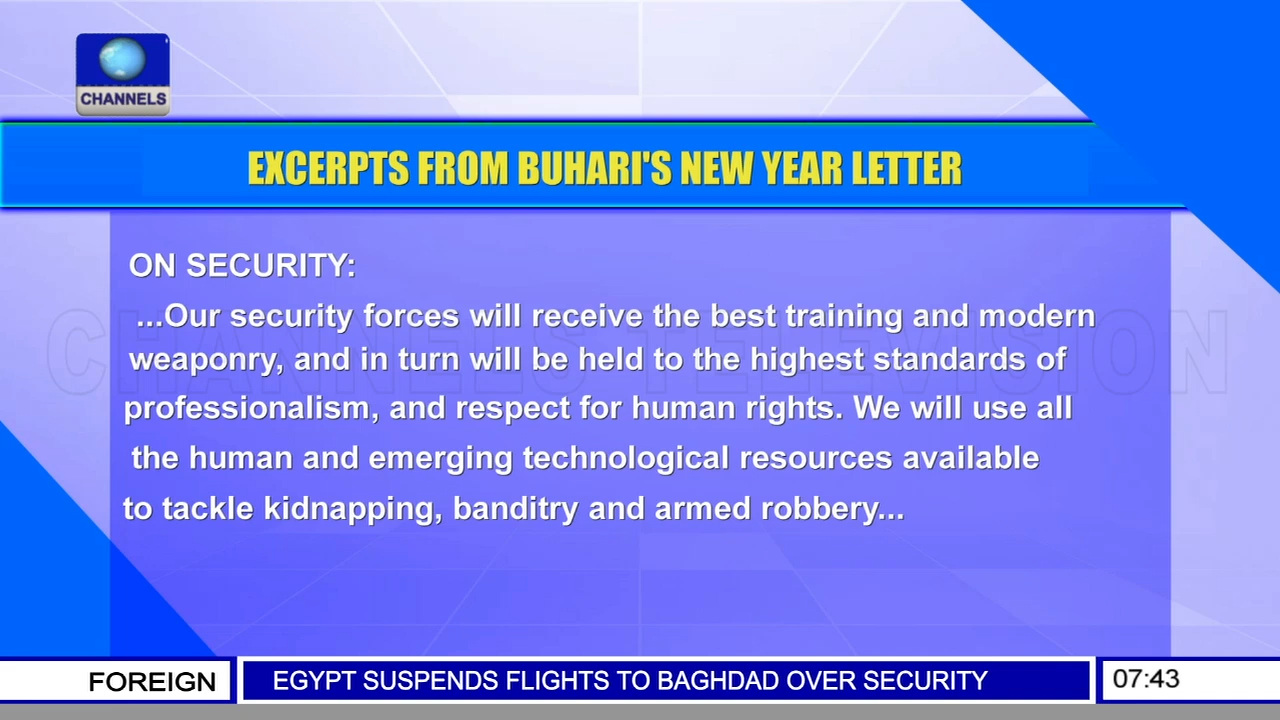 CHANNELS
EXCERPTS FROM BUHARI'S NEW YEAR LETTER
ON SECURITY:
...Our security forces will receive the best training and modern
weaponry, and in turn will be held to the highest standards of
professionalism, and respect for human rights. We will use all
the human and emerging technological resources available
to tackle kidnapping, banditry and armed robbery...
CHANNELS TELEVISION
FOREIGN
EGYPT SUSPENDS FLIGHTS TO BAGHDAD OVER SECURITY
07:43